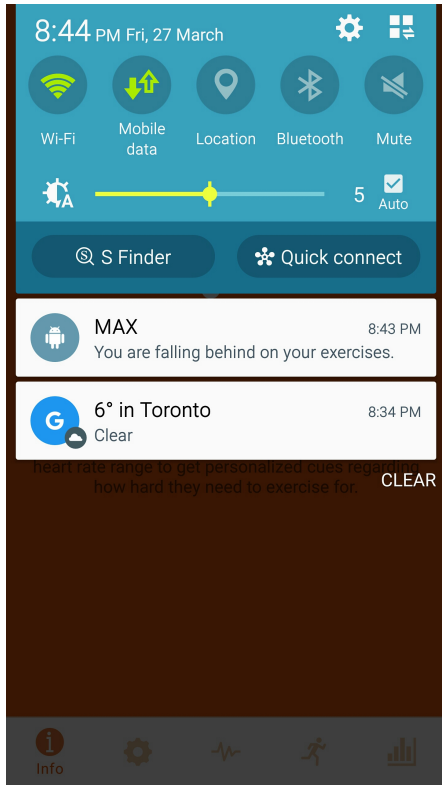 8:44 PM Fri, 27 March
Wi-Fi
Mobile data
Location
Bluetooth
Mute
A
5
Auto
S Finder
Quick connect
MAX
8:43 PM
You are falling behind on your exercises.
G
6° in Toronto
8:34 PM
Clear
heart rate range to get personalized cues regarding
how hard they need to exercise for.
CLEAR
Info